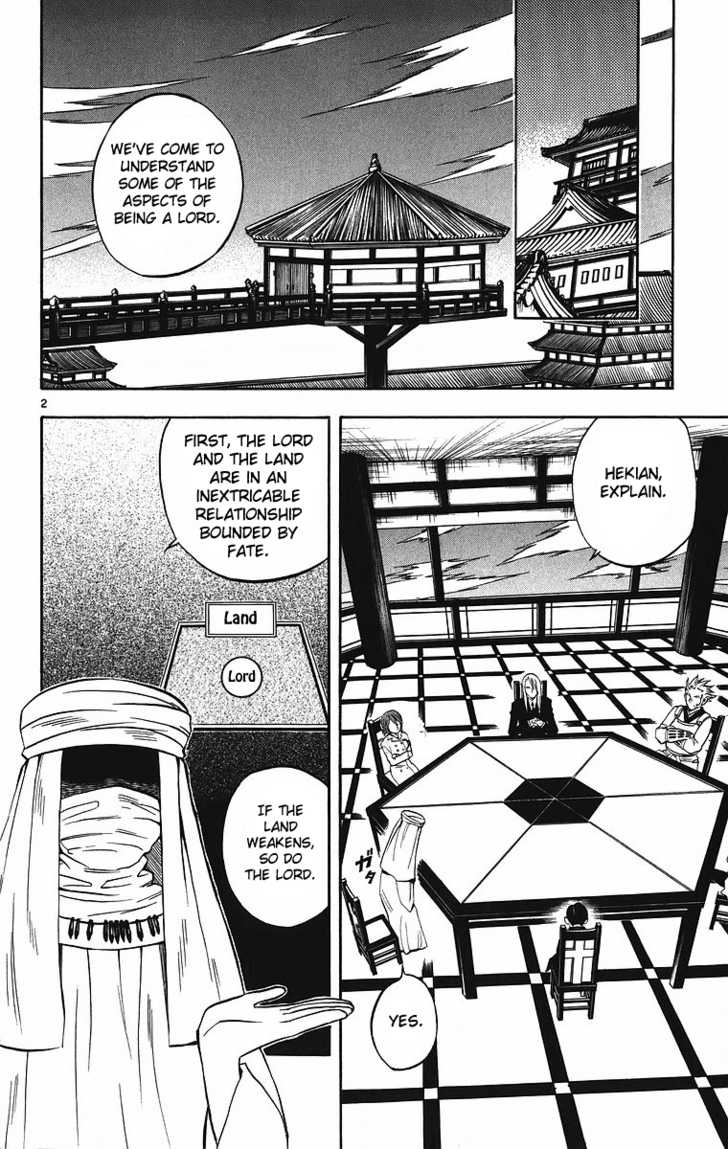 WE'VE COME TO
UNDERSTAND
SOME OF THE
ASPECTS OF
BEING A LORD.
2
HEKIAN,
EXPLAIN.
ガタ
YES.
FIRST, THE LORD
AND THE LAND
ARE IN AN
INEXTRICABLE
RELATIONSHIP
BOUNDED BY
FATE.
Land
Lord
IF THE
LAND
WEAKENS,
SO DO
THE LORD.